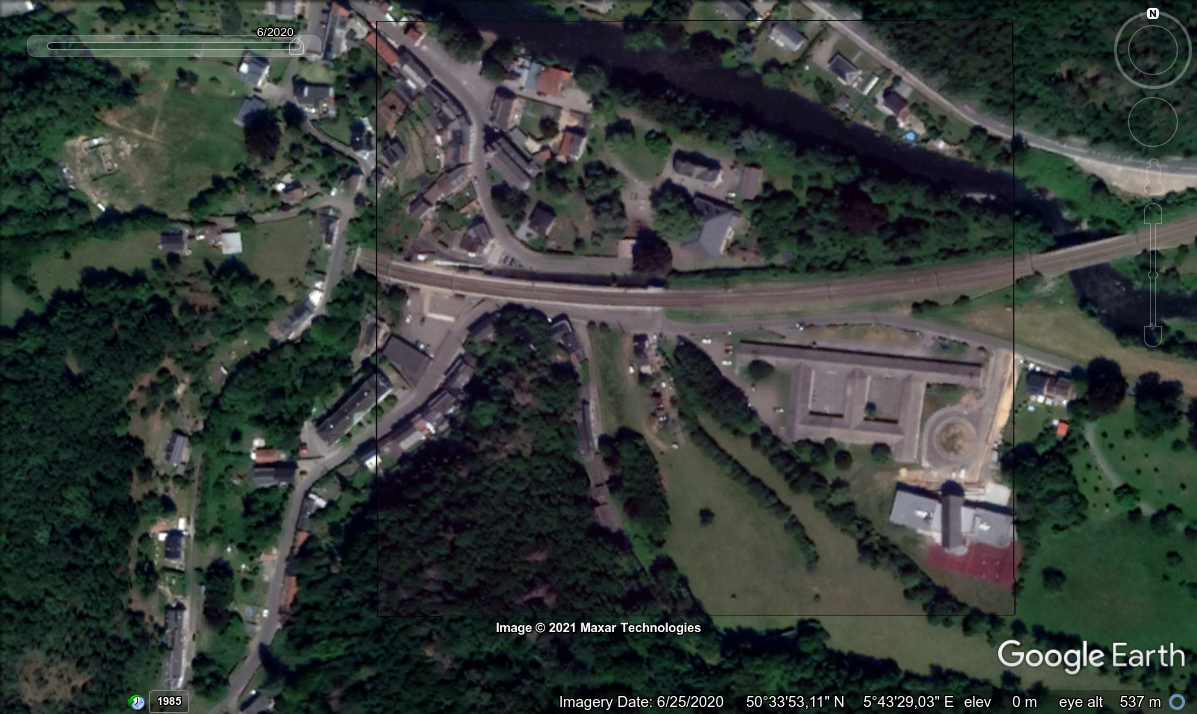 6/2020
N
Image © 2021 Maxar Technologies
Google Earth
1985
Imagery Date: 6/25/2020 50°33'53,11" N 5°43'29,03" E elev 0 m eye alt 537 m